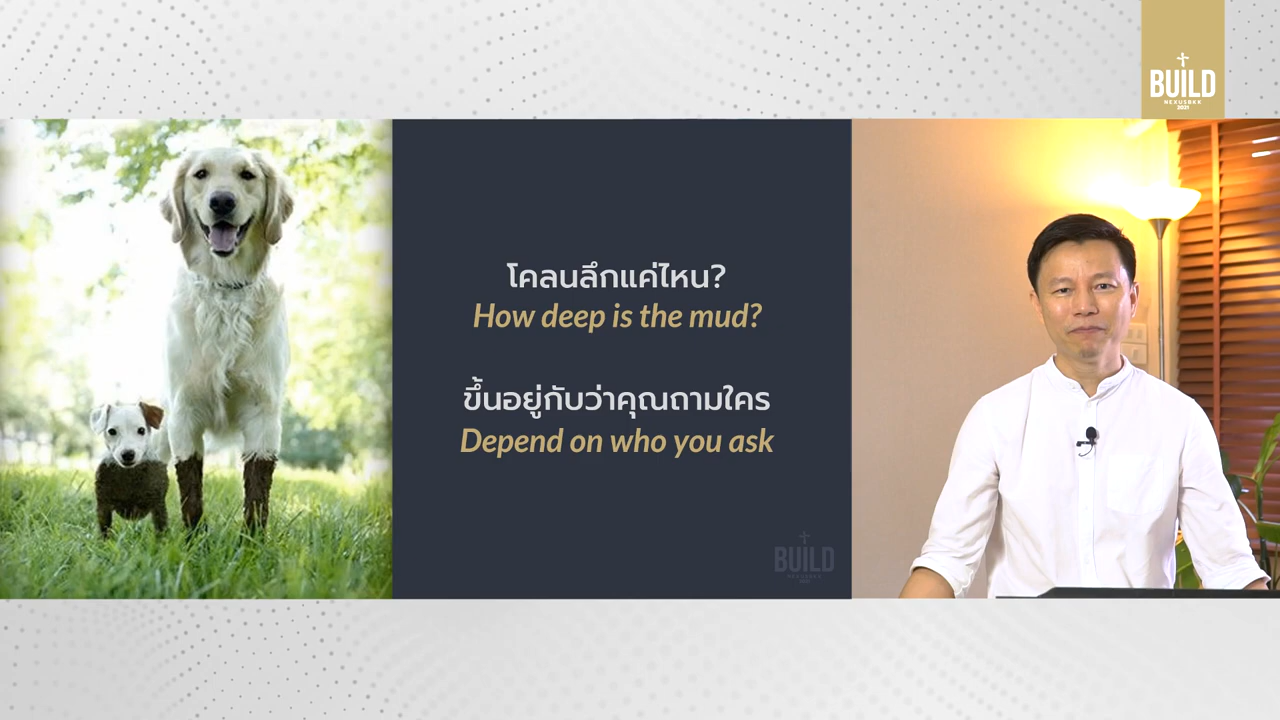 BUILD
NEXUSBKK
2021
โคลนลึกแค่ไหน?
How deep is the mud?
ขึ้นอยู่กับว่าคุณถามใคร
Depend on who you ask
BUILD